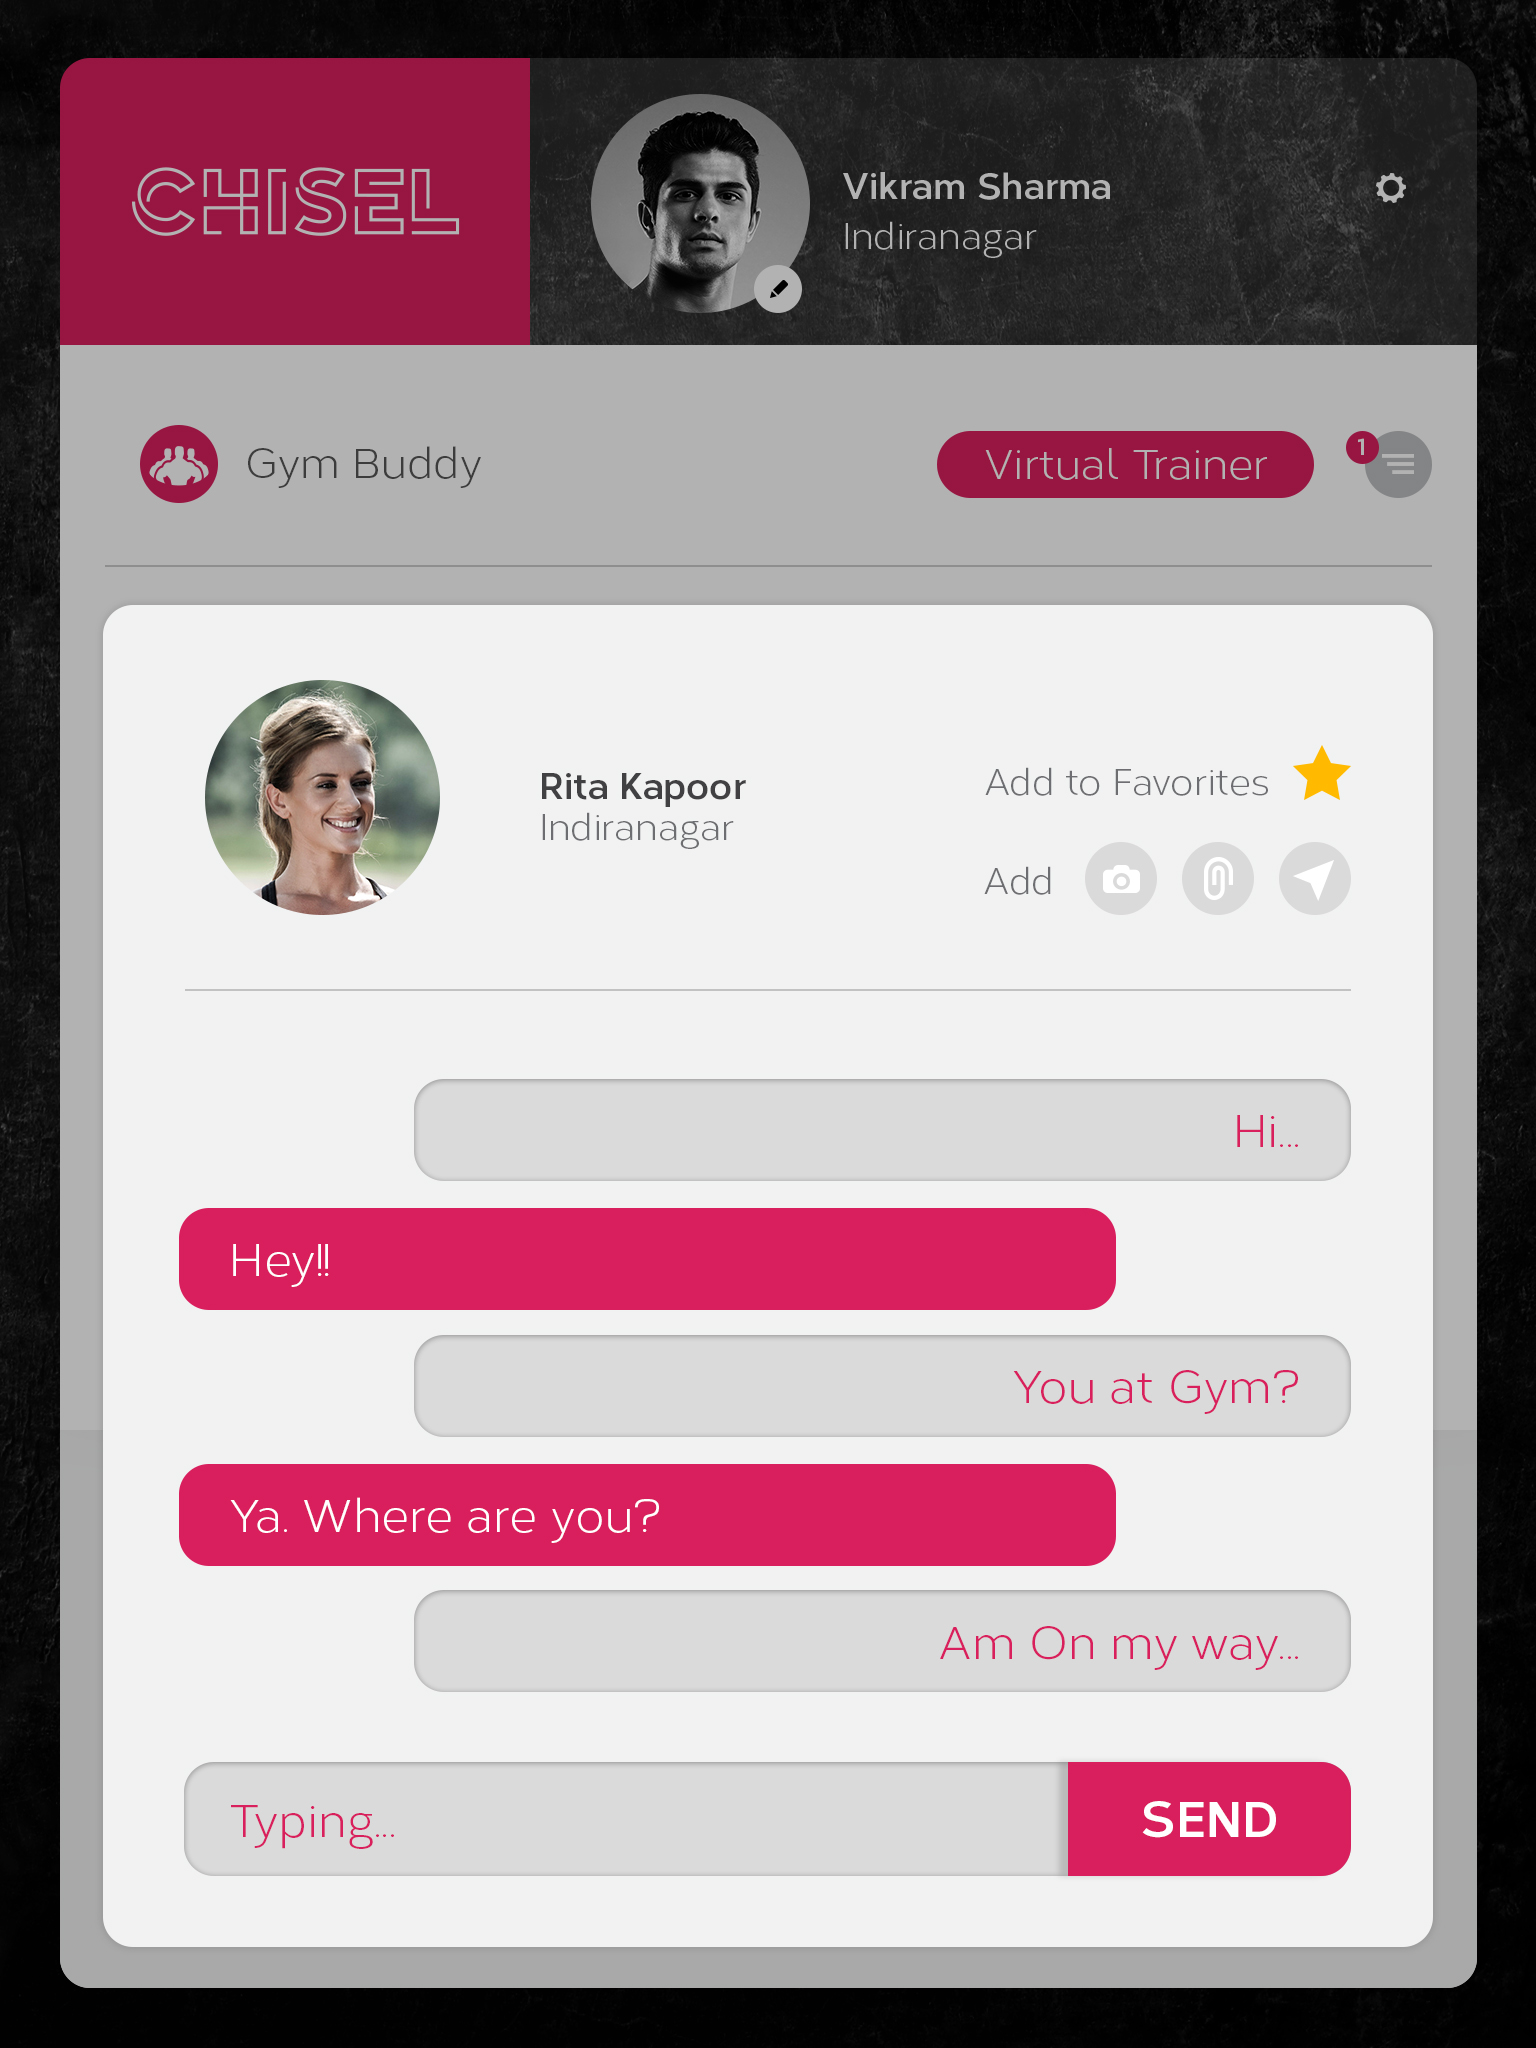 CHISEL
Vikram Sharma
Indiranagar
Gym Buddy
Virtual Trainer
1
Rita Kapoor
Indiranagar
Add to Favorites
Add
Hi...
Hey!!
You at Gym?
Ya. Where are you?
Am On my way...
Typing...
SEND